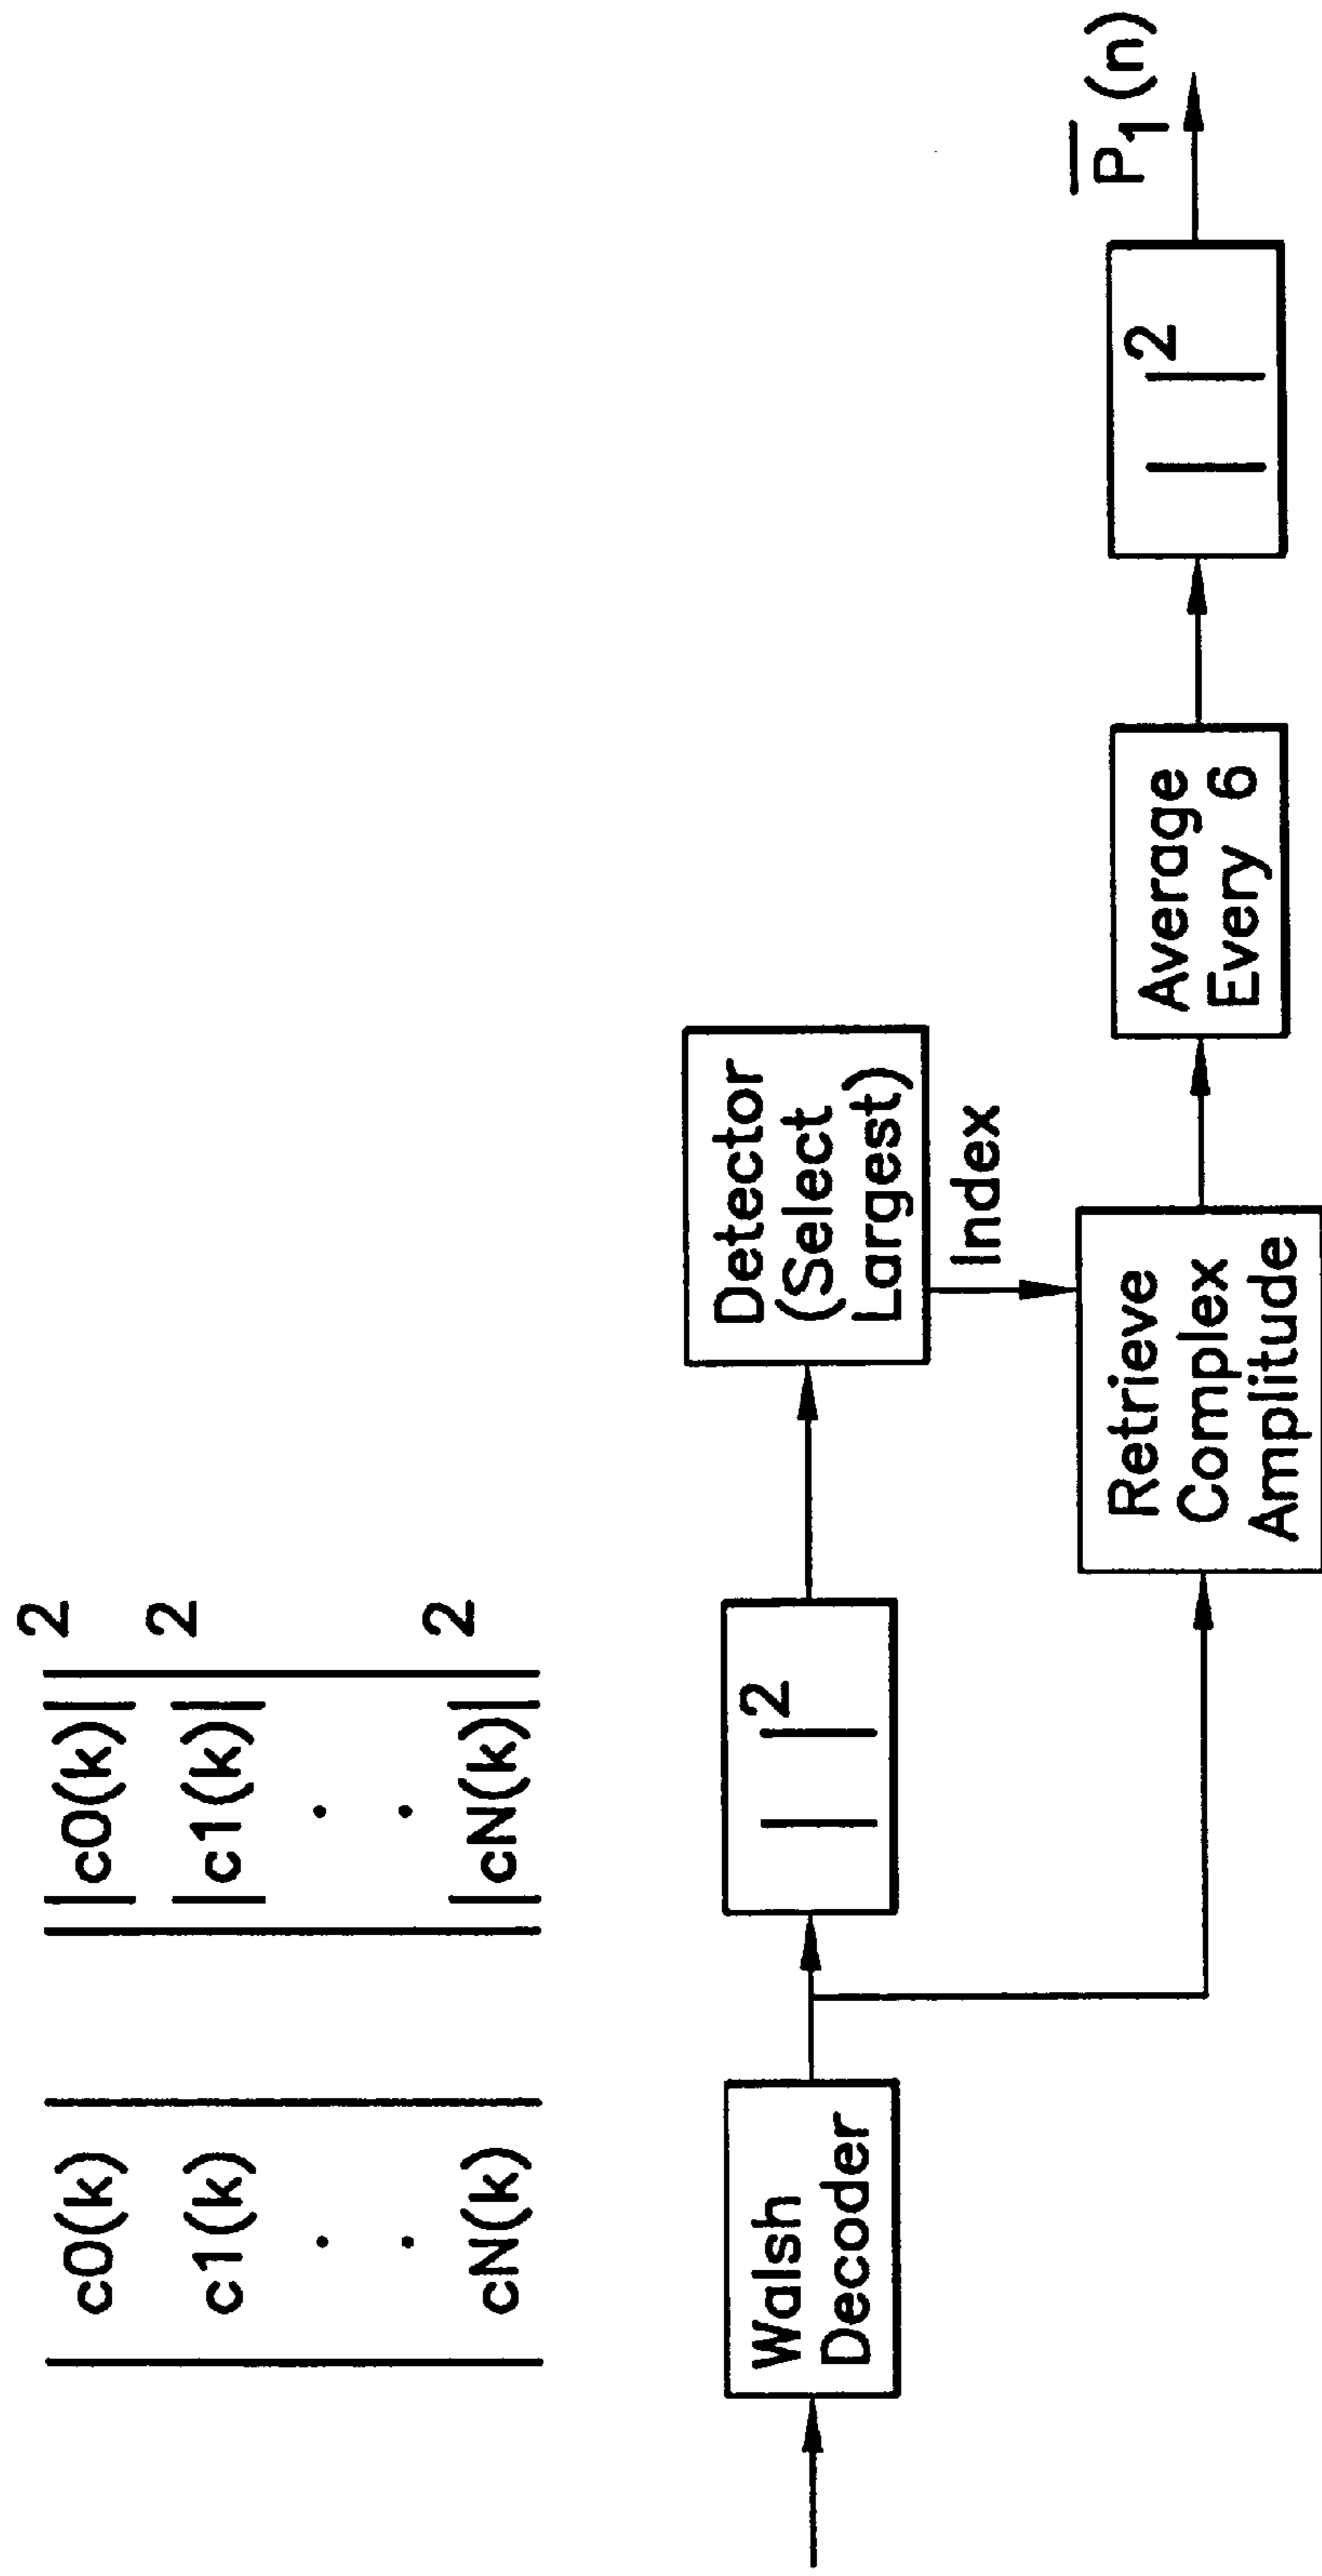 c0(k)
c1(k)
.
.
cN(k)
|c0(k)|²
|c1(k)|²
.
.
|cN(k)|²
Walsh
Decoder
| |²
Detector
(Select
Largest)
Index
Retrieve
Complex
Amplitude
Average
Every 6
| |²
P̅₁(n)